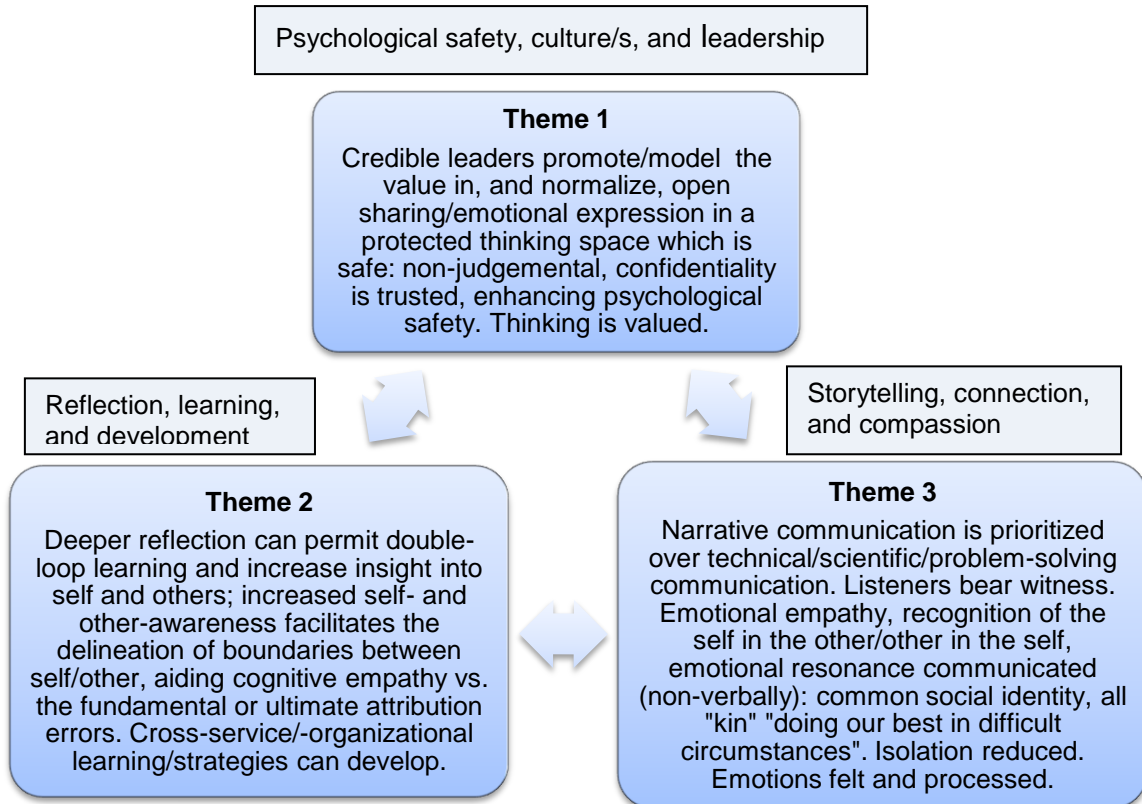 Psychological safety, culture/s, and leadership
Theme 1
Credible leaders promote/model the
value in, and normalize, open
sharing/emotional expression in a
protected thinking space which is
safe: non-judgemental, confidentiality
is trusted, enhancing psychological
safety. Thinking is valued.
Reflection, learning,
and development
Storytelling, connection,
and compassion
Theme 2
Deeper reflection can permit double-
loop learning and increase insight into
self and others; increased self- and
other-awareness facilitates the
delineation of boundaries between
self/other, aiding cognitive empathy vs.
the fundamental or ultimate attribution
errors. Cross-service/-organizational
learning/strategies can develop.
Theme 3
Narrative communication is prioritized
over technical/scientific/problem-solving
communication. Listeners bear witness.
Emotional empathy, recognition of the
self in the other/other in the self,
emotional resonance communicated
(non-verbally): common social identity, all
"kin" "doing our best in difficult
circumstances". Isolation reduced.
Emotions felt and processed.